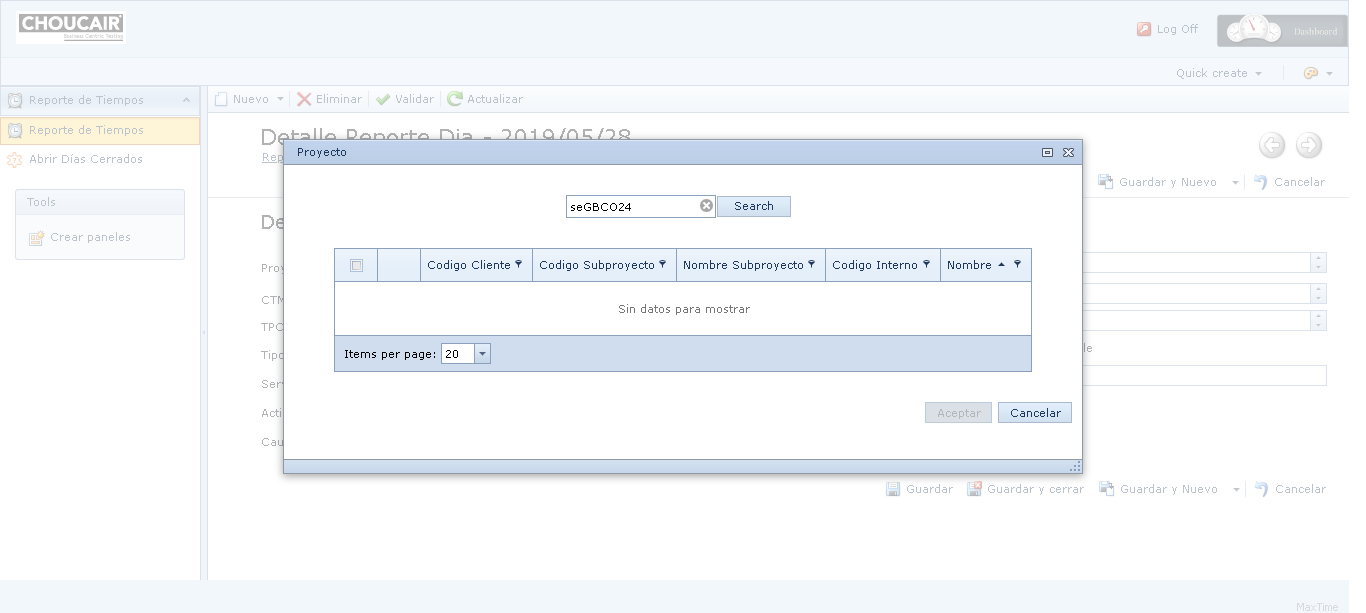 CHOUCAIR
Business Centric Testing
Log Off
Dashboard
Quick create
Reporte de Tiempos
Reporte de Tiempos
Abrir Días Cerrados
Tools
Crear paneles
Nuevo
Eliminar
Validar
Actualizar
Detalle Reporte Dia - 2019/05/28
Rep
Guardar y Nuevo
Cancelar
De
Proy
CTM
TPC
Tipo
Serv
Acti
Cau
le
Proyecto
seGBCO24
Search
Codigo Cliente
Codigo Subproyecto
Nombre Subproyecto
Codigo Interno
Nombre
Sin datos para mostrar
Items per page: 20
Aceptar
Cancelar
Guardar
Guardar y cerrar
Guardar y Nuevo
Cancelar
MaxTime